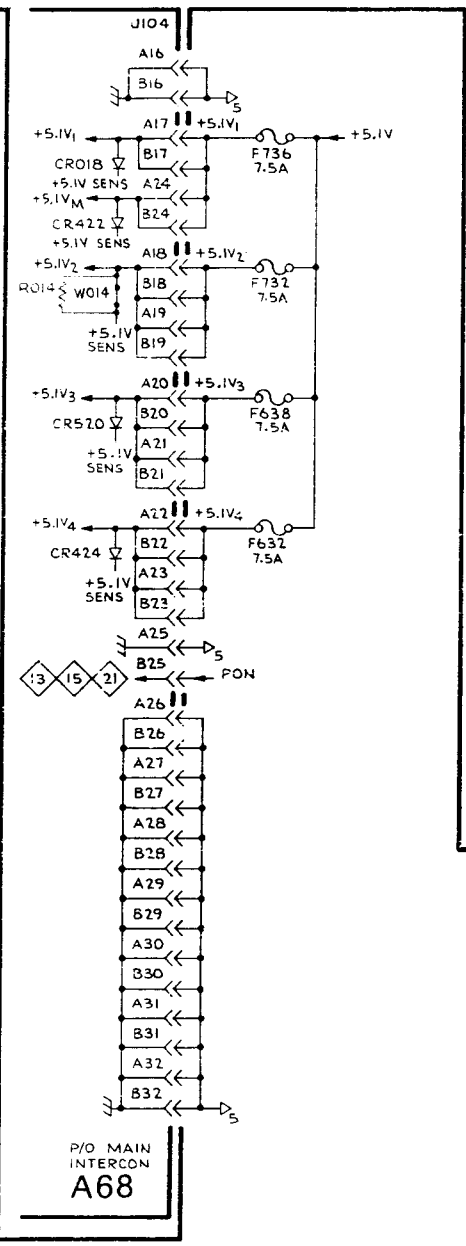 J104
A16
B16
5
A17 +5.1V1
+5.1V1
+5.1V
B17
F736
7.5A
CR018
+5.1V SENS
A24
+5.1VM
B24
CR422
+5.1V SENS
A18 +5.1V2
+5.1V2
B18
F732
7.5A
R014 W014
A19
+5.1V
SENS
B19
A20 +5.1V3
+5.1V3
B20
F638
7.5A
CR520
A21
+5.1V
SENS
B21
A22 +5.1V4
+5.1V4
B22
F632
7.5A
CR424
A23
+5.1V
SENS
B23
A25
5
B25
PON
13 15 21
A26
B26
A27
B27
A28
B28
A29
B29
A30
B30
A31
B31
A32
B32
5
P/O MAIN
INTERCON
A68